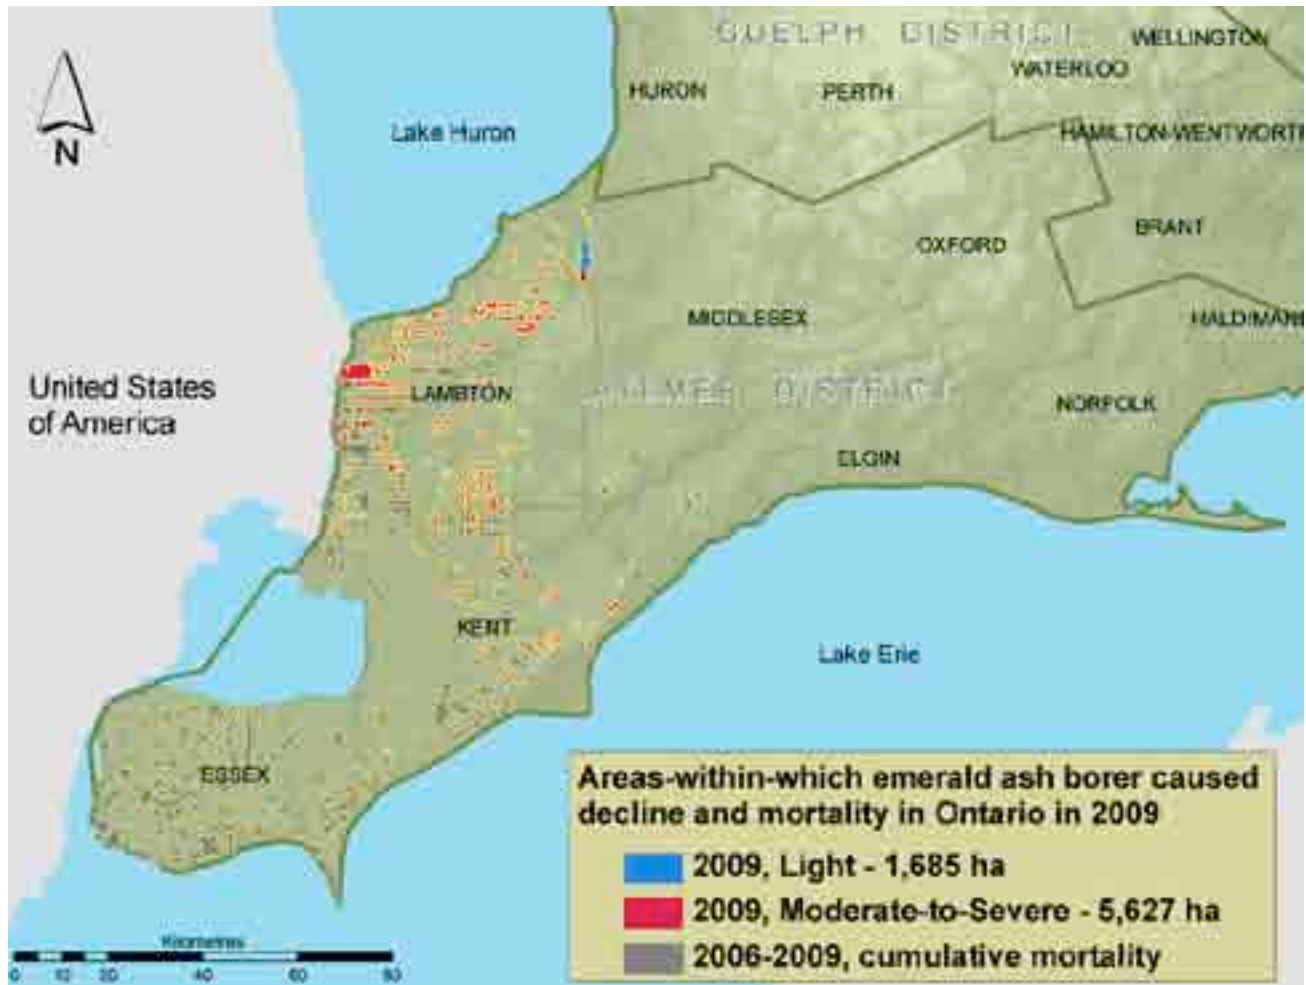 GUELPH DISTRICT
WELLINGTON
WATERLOO
HURON
PERTH
Lake Huron
HAMILTON-WENTWORTH
N
BRANT
OXFORD
MIDDLESEX
HALDIMAND
United States
of America
LAMBTON
AYLMER DISTRICT
NORFOLK
ELGIN
KENT
Lake Erie
ESSEX
Areas-within-which emerald ash borer caused
decline and mortality in Ontario in 2009
2009, Light - 1,685 ha
2009, Moderate-to-Severe - 5,627 ha
2006-2009, cumulative mortality
Kilometres
0 10 20 40 60 80